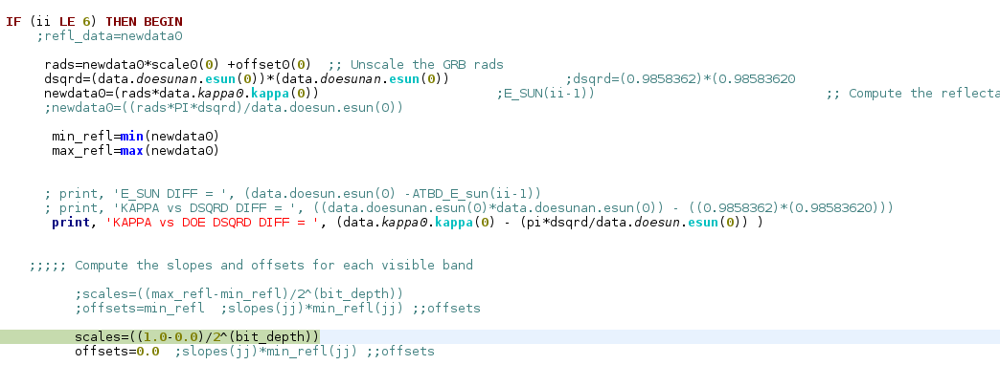 IF (ii LE 6) THEN BEGIN
;refl_data=newdata0
rads=newdata0*scale0(0) +offset0(0) ;; Unscale the GRB rads
dsqrd=(data.doesunan.esun(0))*(data.doesunan.esun(0)) ;dsqrd=(0.9858362)*(0.98583620
newdata0=(rads*data.kappa0.kappa(0)) ;E_SUN(ii-1)) ;; Compute the reflecta
;newdata0=((rads*PI*dsqrd)/data.doesun.esun(0))
min_refl=min(newdata0)
max_refl=max(newdata0)
; print, 'E_SUN DIFF = ', (data.doesun.esun(0) -ATBD_E_sun(ii-1))
; print, 'KAPPA vs DSQRD DIFF = ', ((data.doesunan.esun(0)*data.doesunan.esun(0)) - ((0.9858362)*(0.98583620)))
print, 'KAPPA vs DOE DSQRD DIFF = ', (data.kappa0.kappa(0) - (pi*dsqrd/data.doesun.esun(0)) )
;;;;; Compute the slopes and offsets for each visible band
;scales=((max_refl-min_refl)/2^(bit_depth))
;offsets=min_refl ;slopes(jj)*min_refl(jj) ;;offsets
scales=((1.0-0.0)/2^(bit_depth))
offsets=0.0 ;slopes(jj)*min_refl(jj) ;;offsets